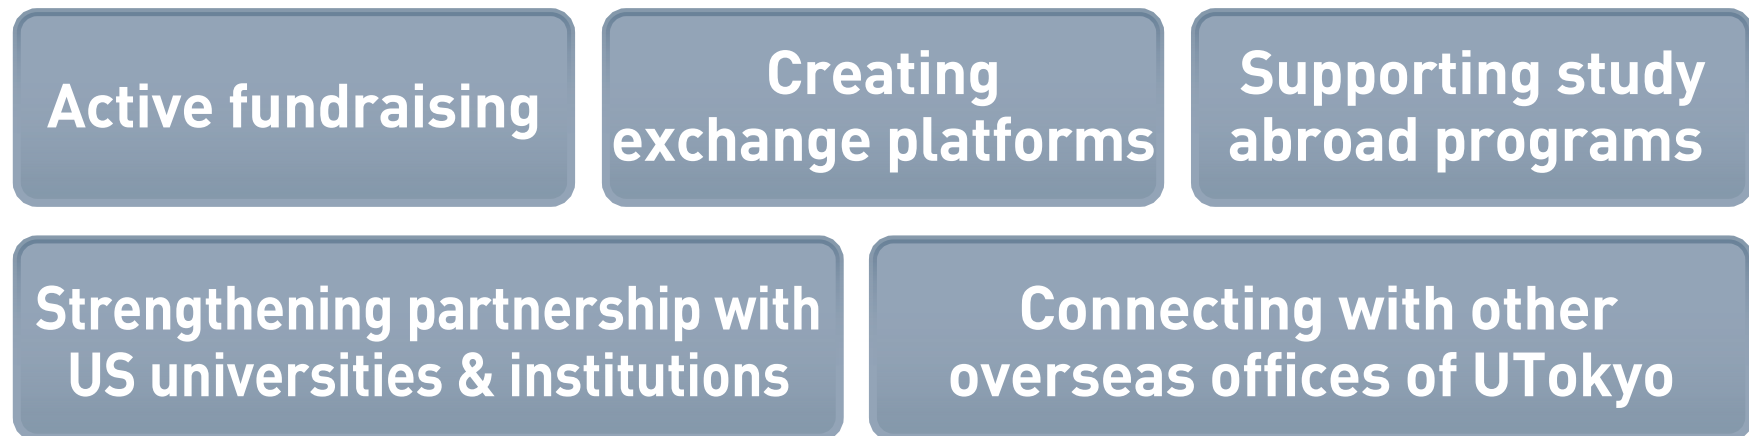 Active fundraising
Creating
exchange platforms
Supporting study
abroad programs
Strengthening partnership with
US universities & institutions
Connecting with other
overseas offices of UTokyo